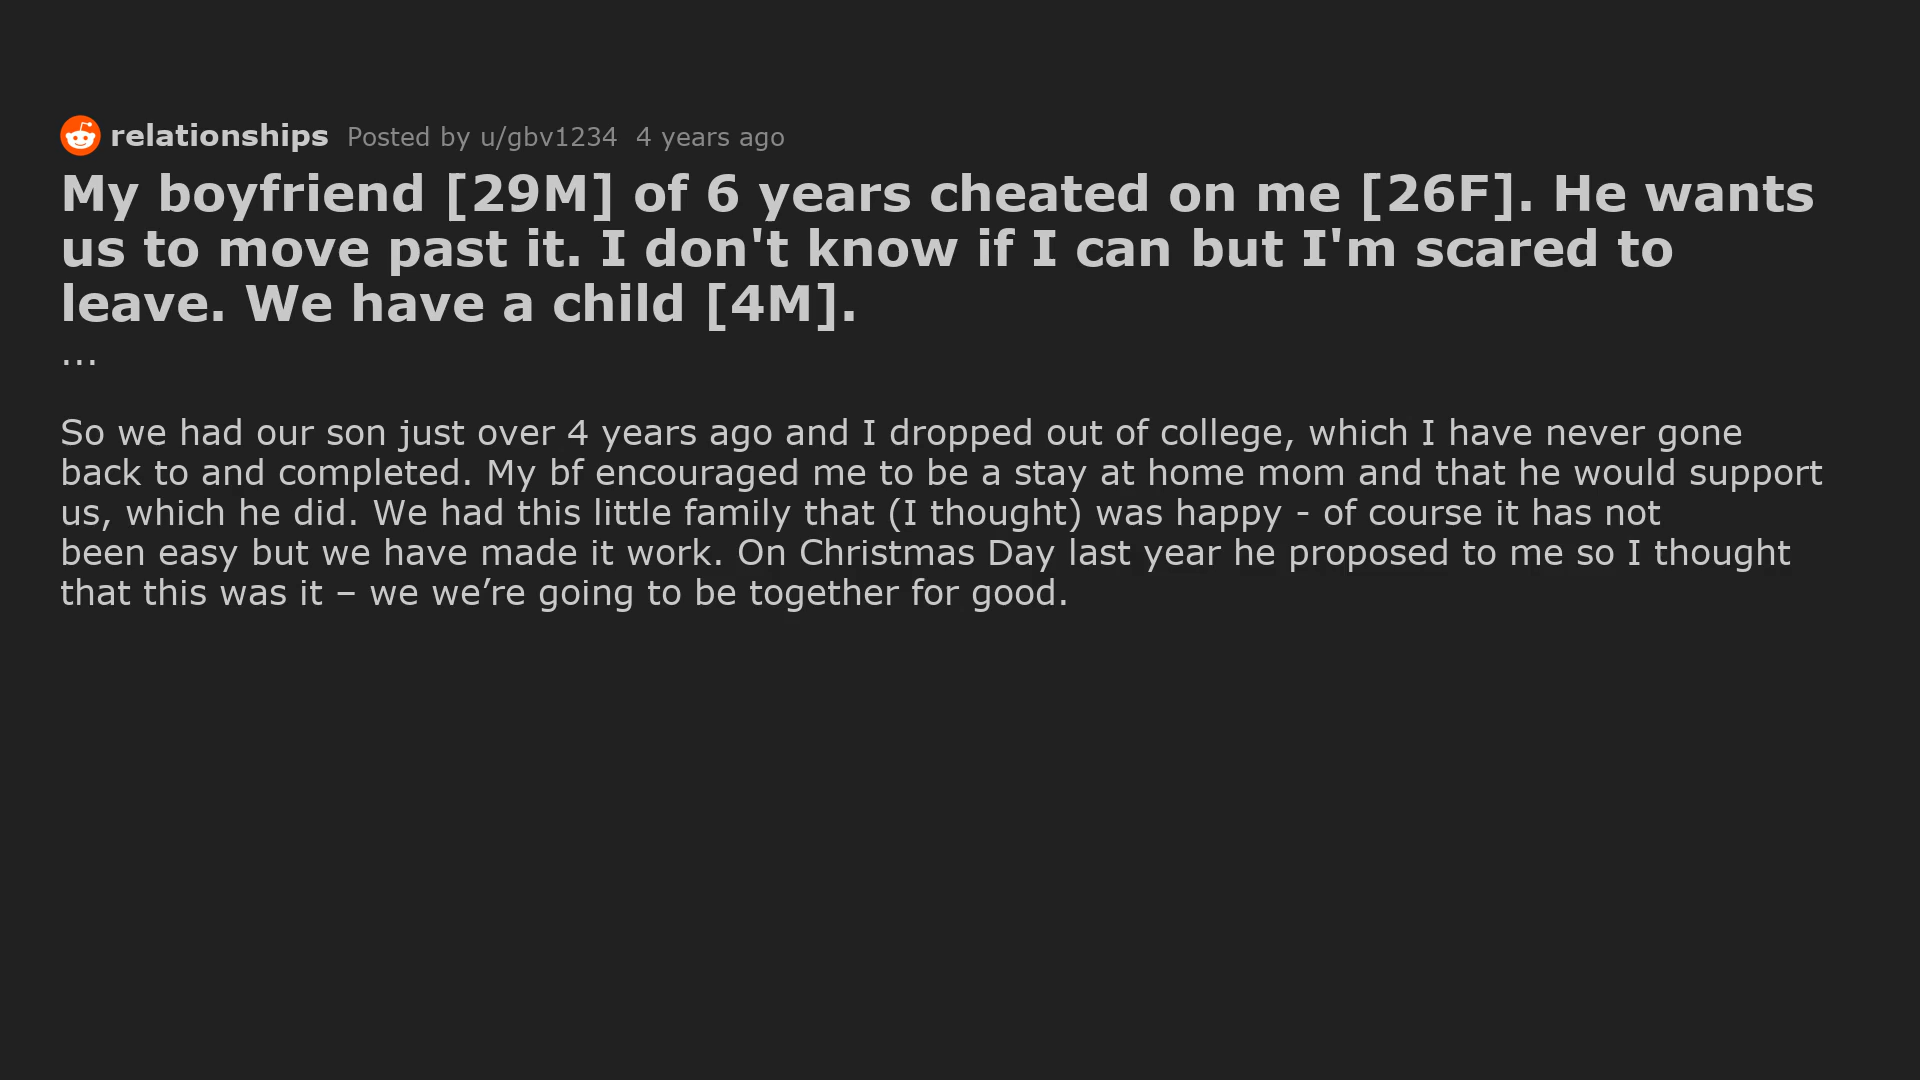 relationships Posted by u/gbv1234 4 years ago
My boyfriend [29M] of 6 years cheated on me [26F]. He wants
us to move past it. I don't know if I can but I'm scared to
leave. We have a child [4M].
...
So we had our son just over 4 years ago and I dropped out of college, which I have never gone
back to and completed. My bf encouraged me to be a stay at home mom and that he would support
us, which he did. We had this little family that (I thought) was happy - of course it has not
been easy but we have made it work. On Christmas Day last year he proposed to me so I thought
that this was it – we we’re going to be together for good.